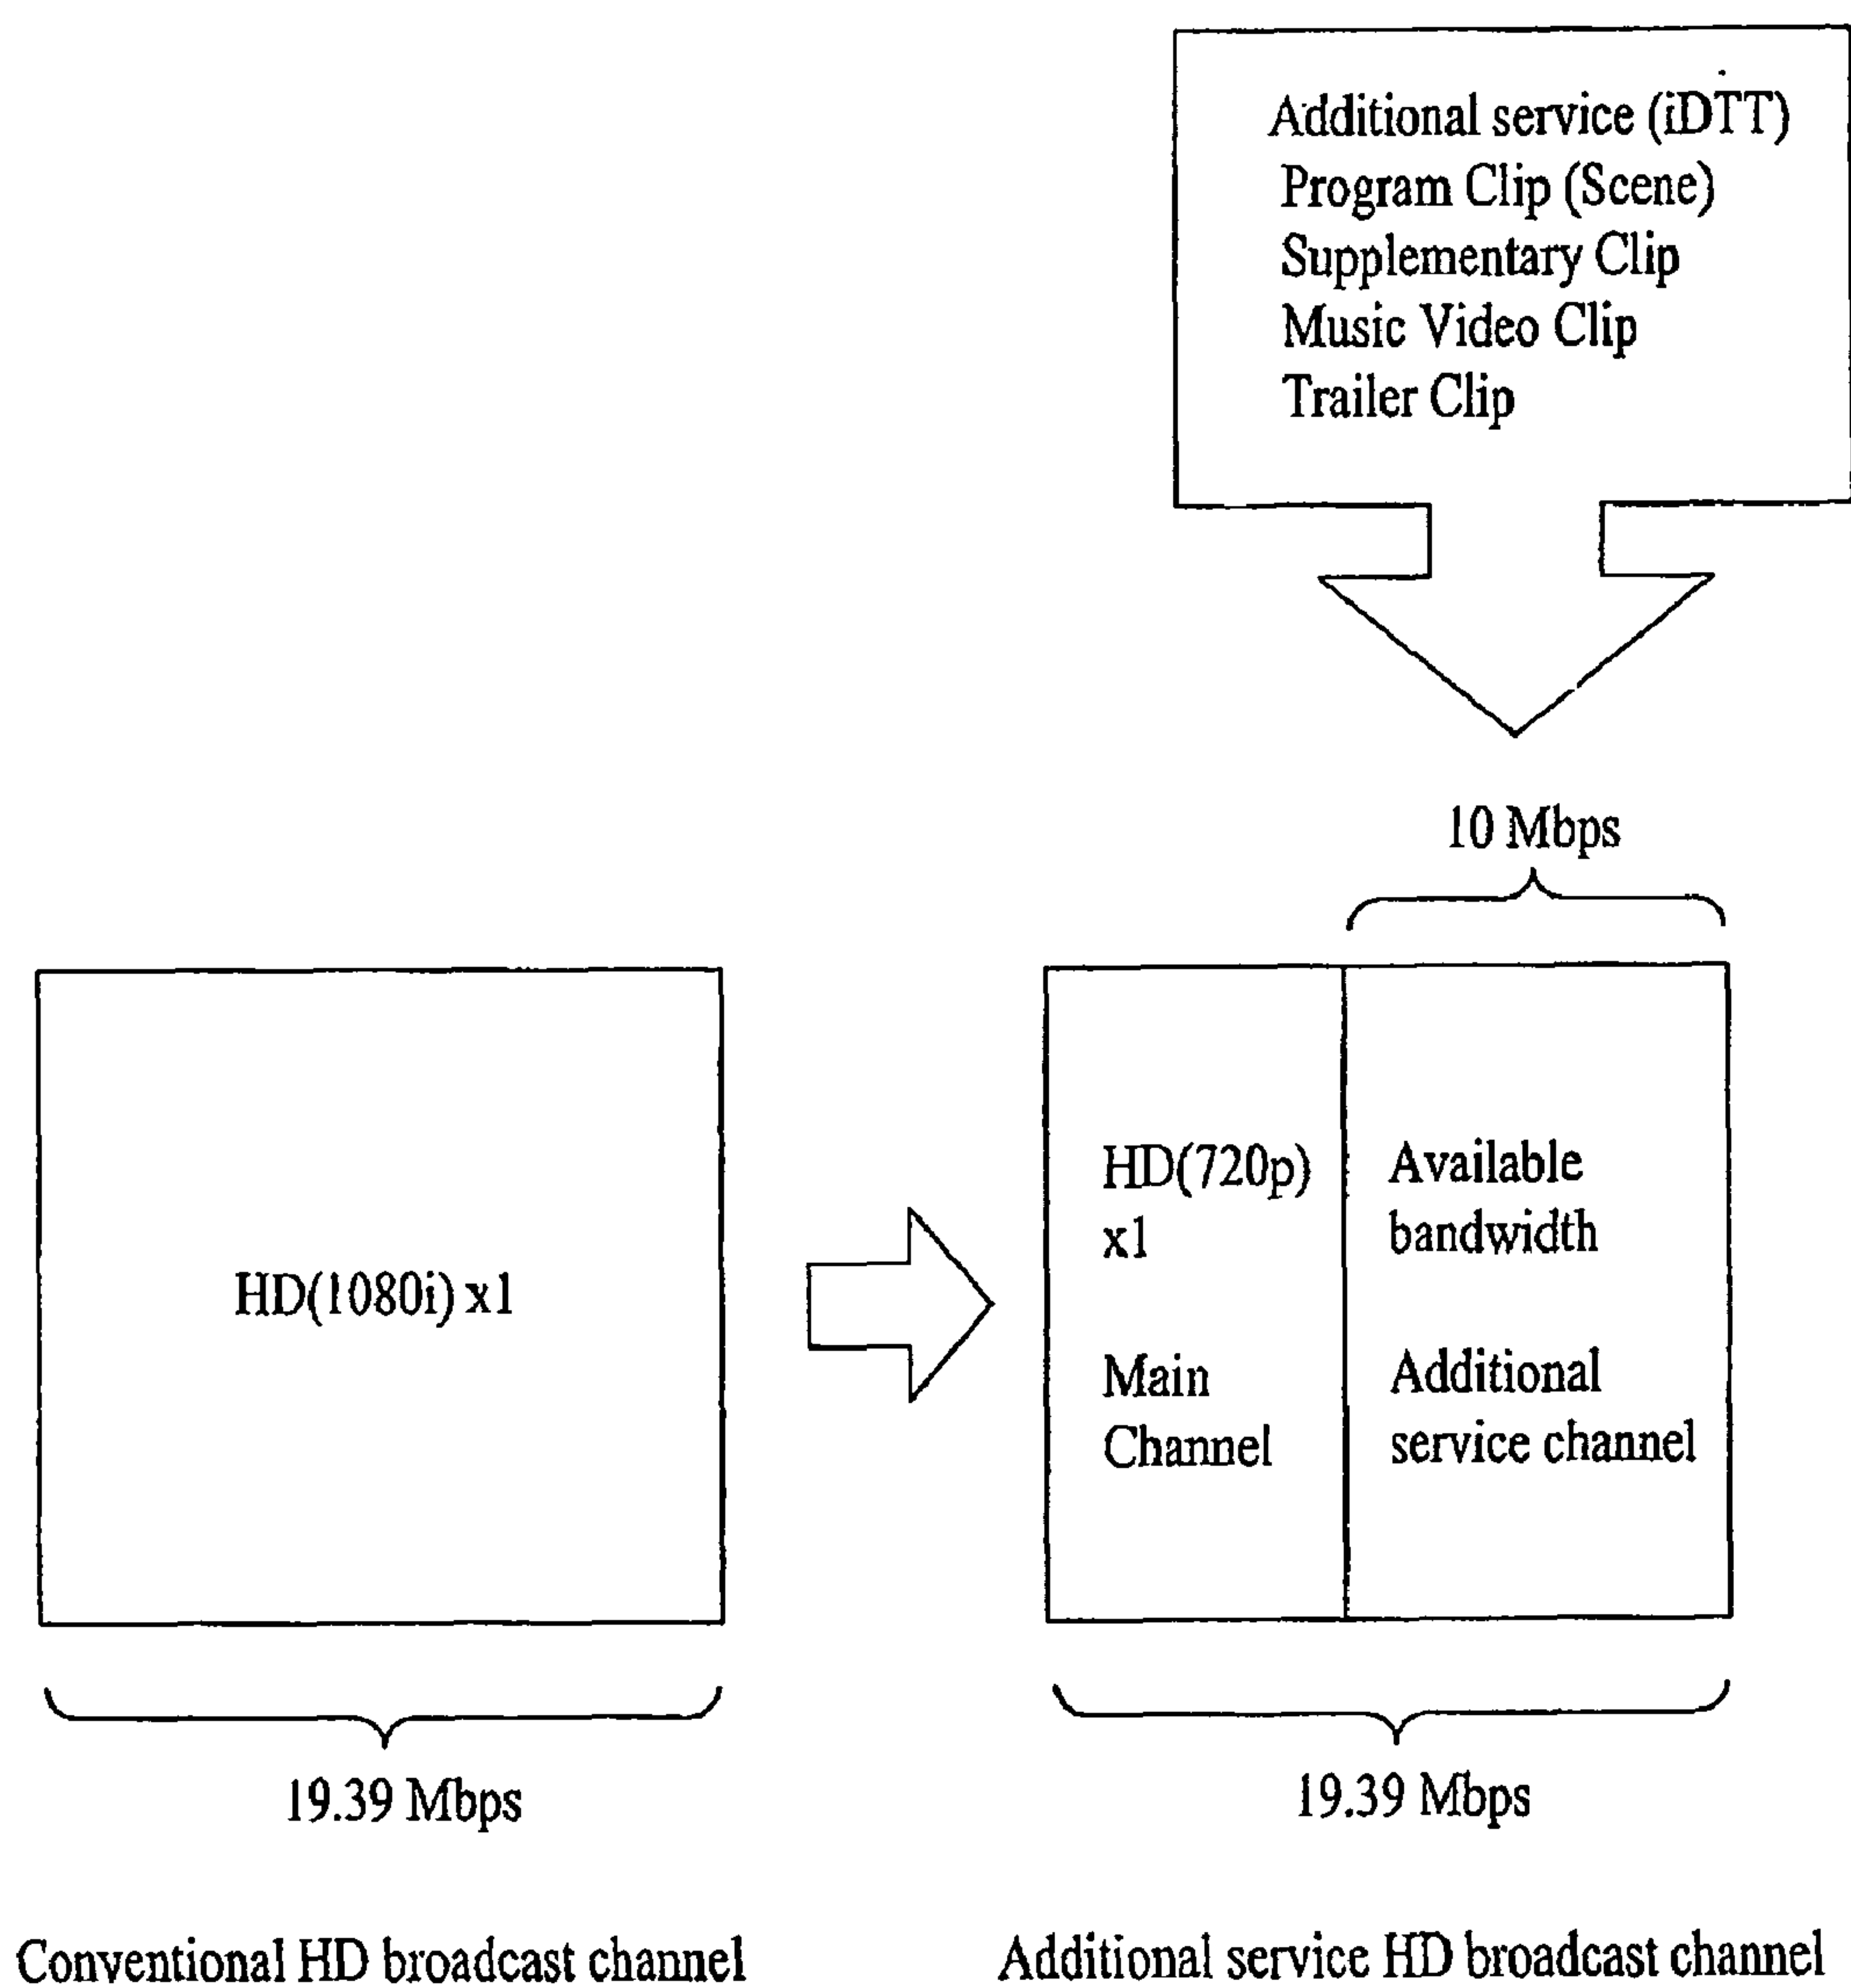 Additional service (iDTT)
Program Clip (Scene)
Supplementary Clip
Music Video Clip
Trailer Clip
10 Mbps
HD(1080i) x1
HD(720p)
x1
Main
Channel
Available
bandwidth
Additional
service channel
19.39 Mbps
19.39 Mbps
Conventional HD broadcast channel
Additional service HD broadcast channel